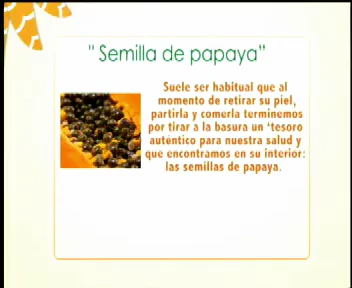 " Semilla de papaya"
Suele ser habitual que al
momento de retirar su piel,
partirla y comerla terminemos
por tirar a la basura un ‘tesoro
auténtico para nuestra salud y
que encontramos en su interior:
las semillas de papaya.